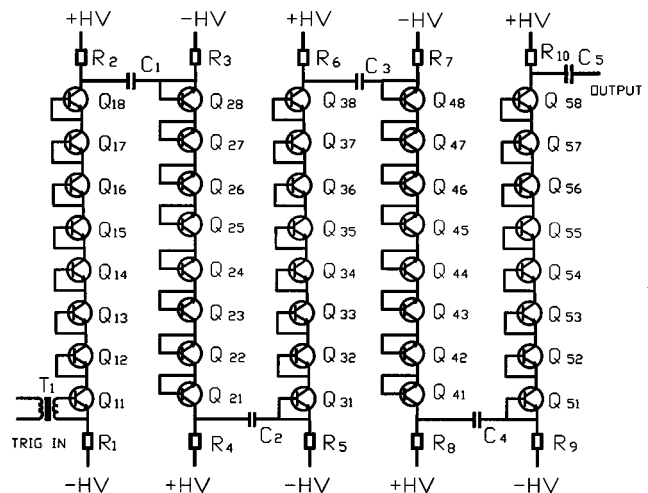 +HV -HV +HV -HV +HV
R2 C1 R3 R6 C3 R7 R10 C5
OUTPUT
Q18 Q28 Q38 Q48 Q58
Q17 Q27 Q37 Q47 Q57
Q16 Q26 Q36 Q46 Q56
Q15 Q25 Q35 Q45 Q55
Q14 Q24 Q34 Q44 Q54
Q13 Q23 Q33 Q43 Q53
Q12 Q22 Q32 Q42 Q52
T1 Q11 Q21 Q31 Q41 Q51
TRIG IN R1 R4 C2 R5 R8 C4 R9
-HV +HV -HV +HV -HV